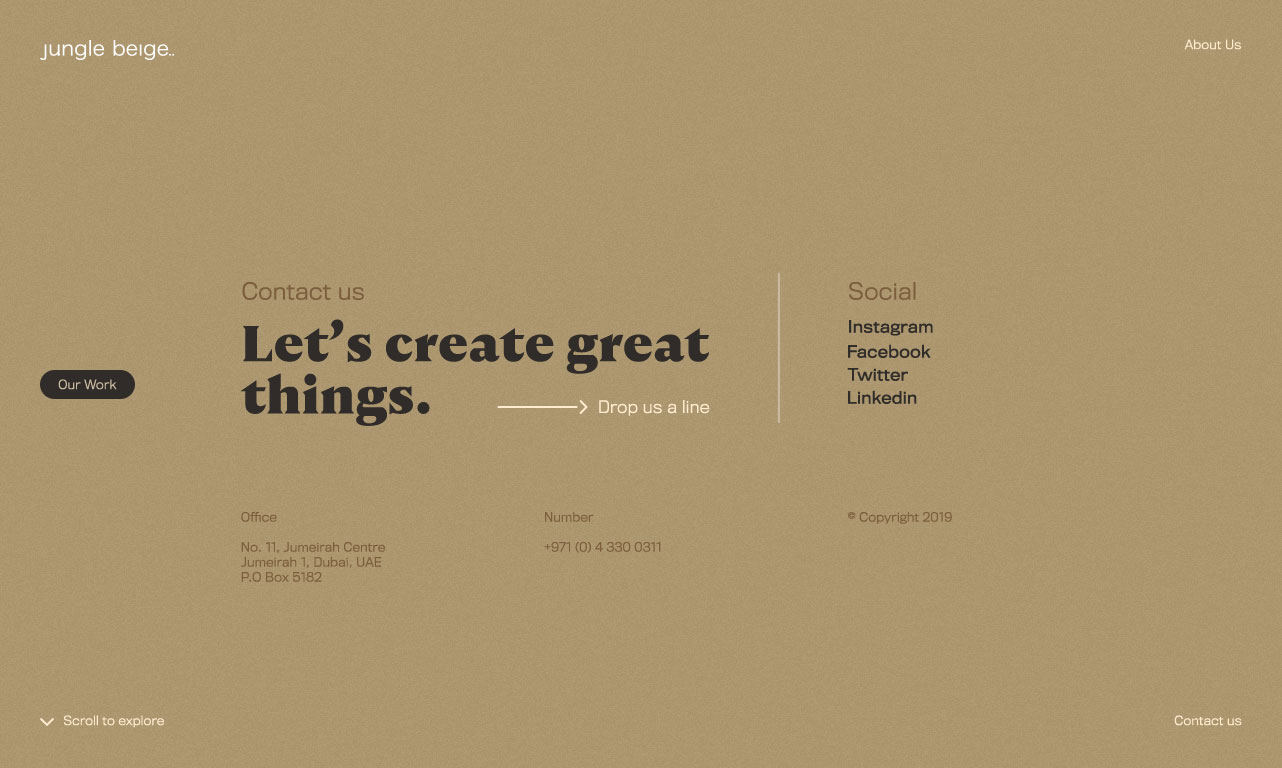 jungle beige..
About Us
Our Work
Contact us
Let's create great
things.
Drop us a line
Social
Instagram
Facebook
Twitter
Linkedin
Office
No. 11, Jumeirah Centre
Jumeirah 1, Dubai, UAE
P.O Box 5182
Number
+971 (0) 4 330 0311
© Copyright 2019
Scroll to explore
Contact us